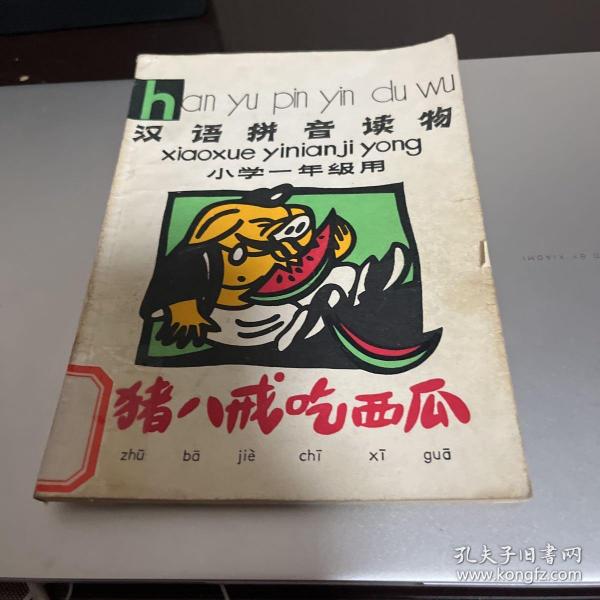 han yu pin yin du wu
汉语拼音读物
xiaoxue yinianji yong
小学一年级用
猪八戒吃西瓜
zhū bā jiè chī xī guā
BY XIAOMI
孔夫子旧书网
www.kongfz.com